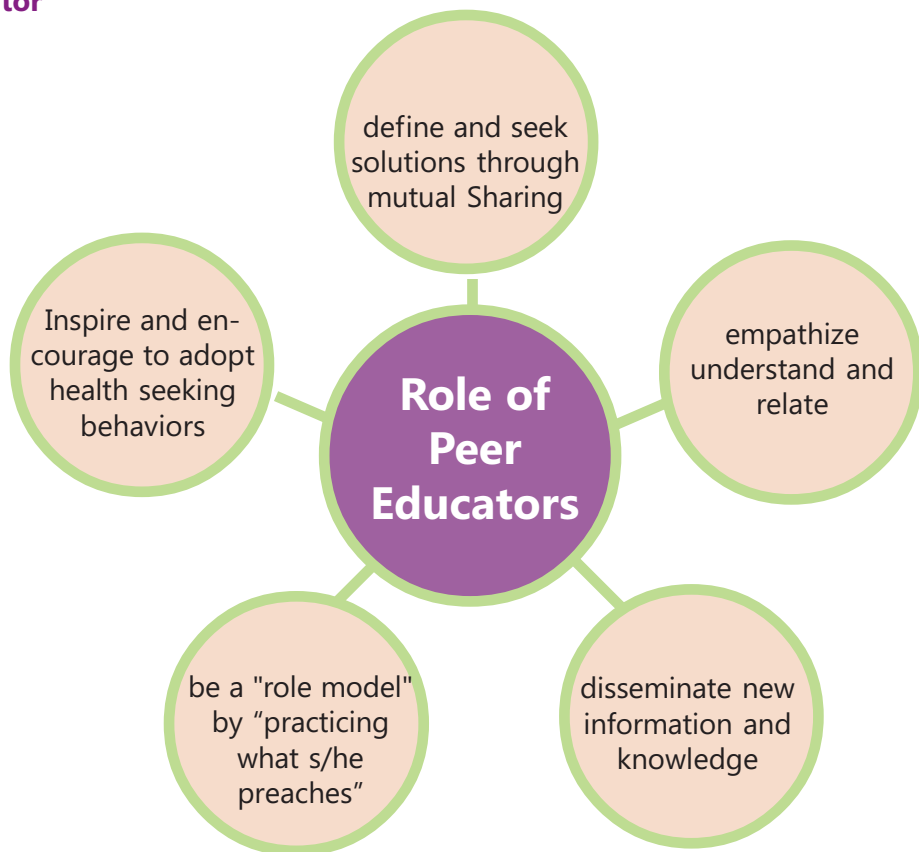 tor
define and seek
solutions through
mutual Sharing
empathize
understand and
relate
disseminate new
information and
knowledge
be a "role model"
by “practicing
what s/he
preaches”
Inspire and en-
courage to adopt
health seeking
behaviors
Role of
Peer
Educators